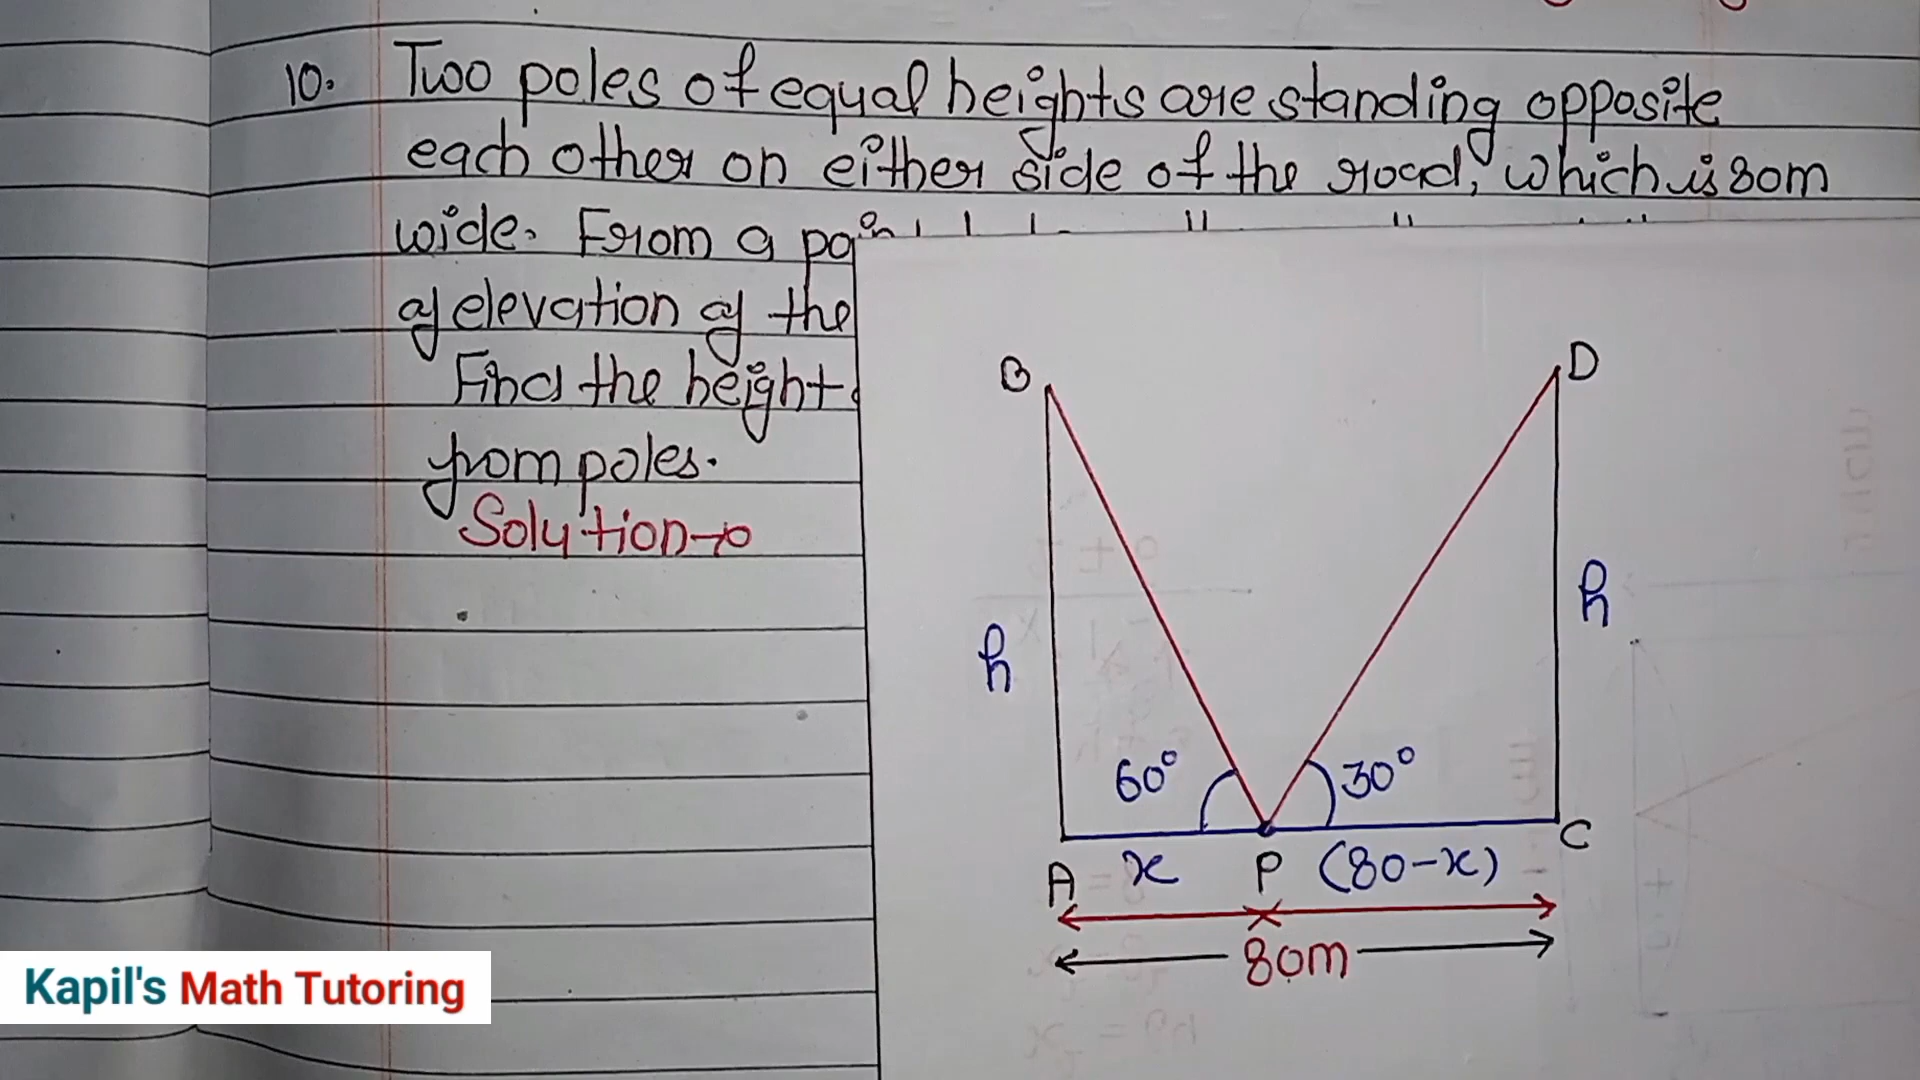 10. Two poles of equal heights are standing opposite
each other on either side of the road, which is 80m
wide. From a
of elevation of the
Find the height
from poles.
Solution→
B
D
h
h
60°
30°
A
x
P
(80-x)
C
80m
Kapil's Math Tutoring